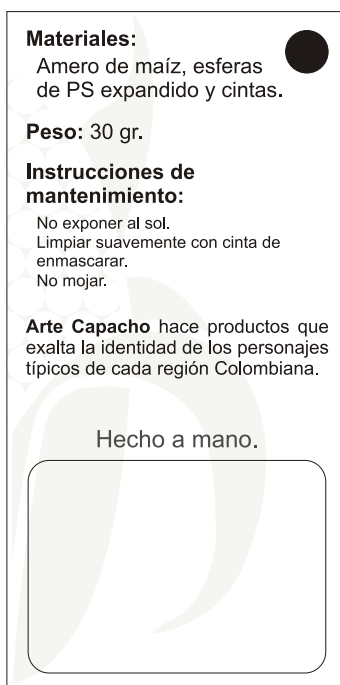 Materiales:
Amero de maíz, esferas
de PS expandido y cintas.
Peso: 30 gr.
Instrucciones de
mantenimiento:
No exponer al sol.
Limpiar suavemente con cinta de
enmascarar.
No mojar.
Arte Capacho hace productos que
exalta la identidad de los personajes
típicos de cada región Colombiana.
Hecho a mano.